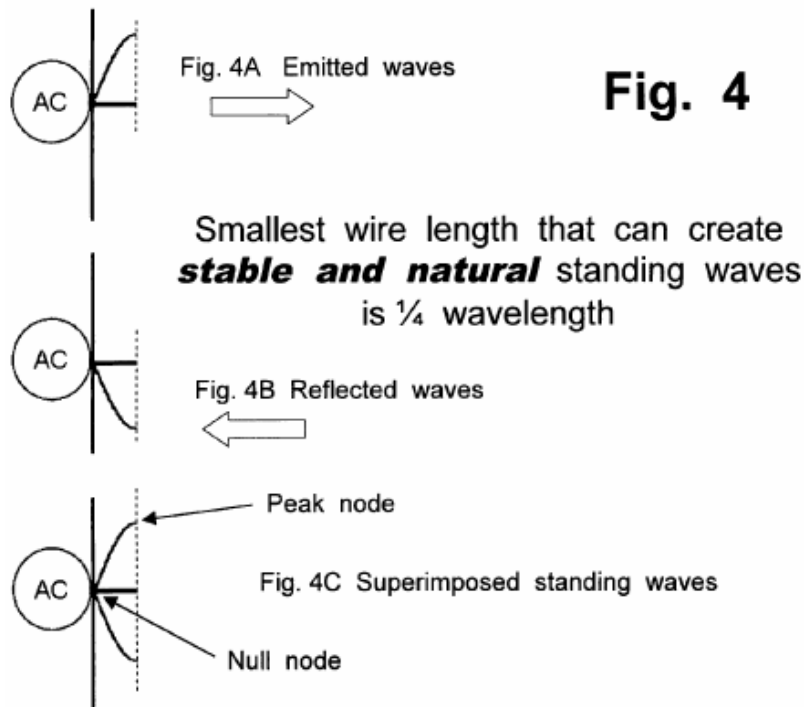 Fig. 4A Emitted waves
Fig. 4
AC
Smallest wire length that can create
stable and natural standing waves
is ¼ wavelength
AC
Fig. 4B Reflected waves
Peak node
AC
Fig. 4C Superimposed standing waves
Null node